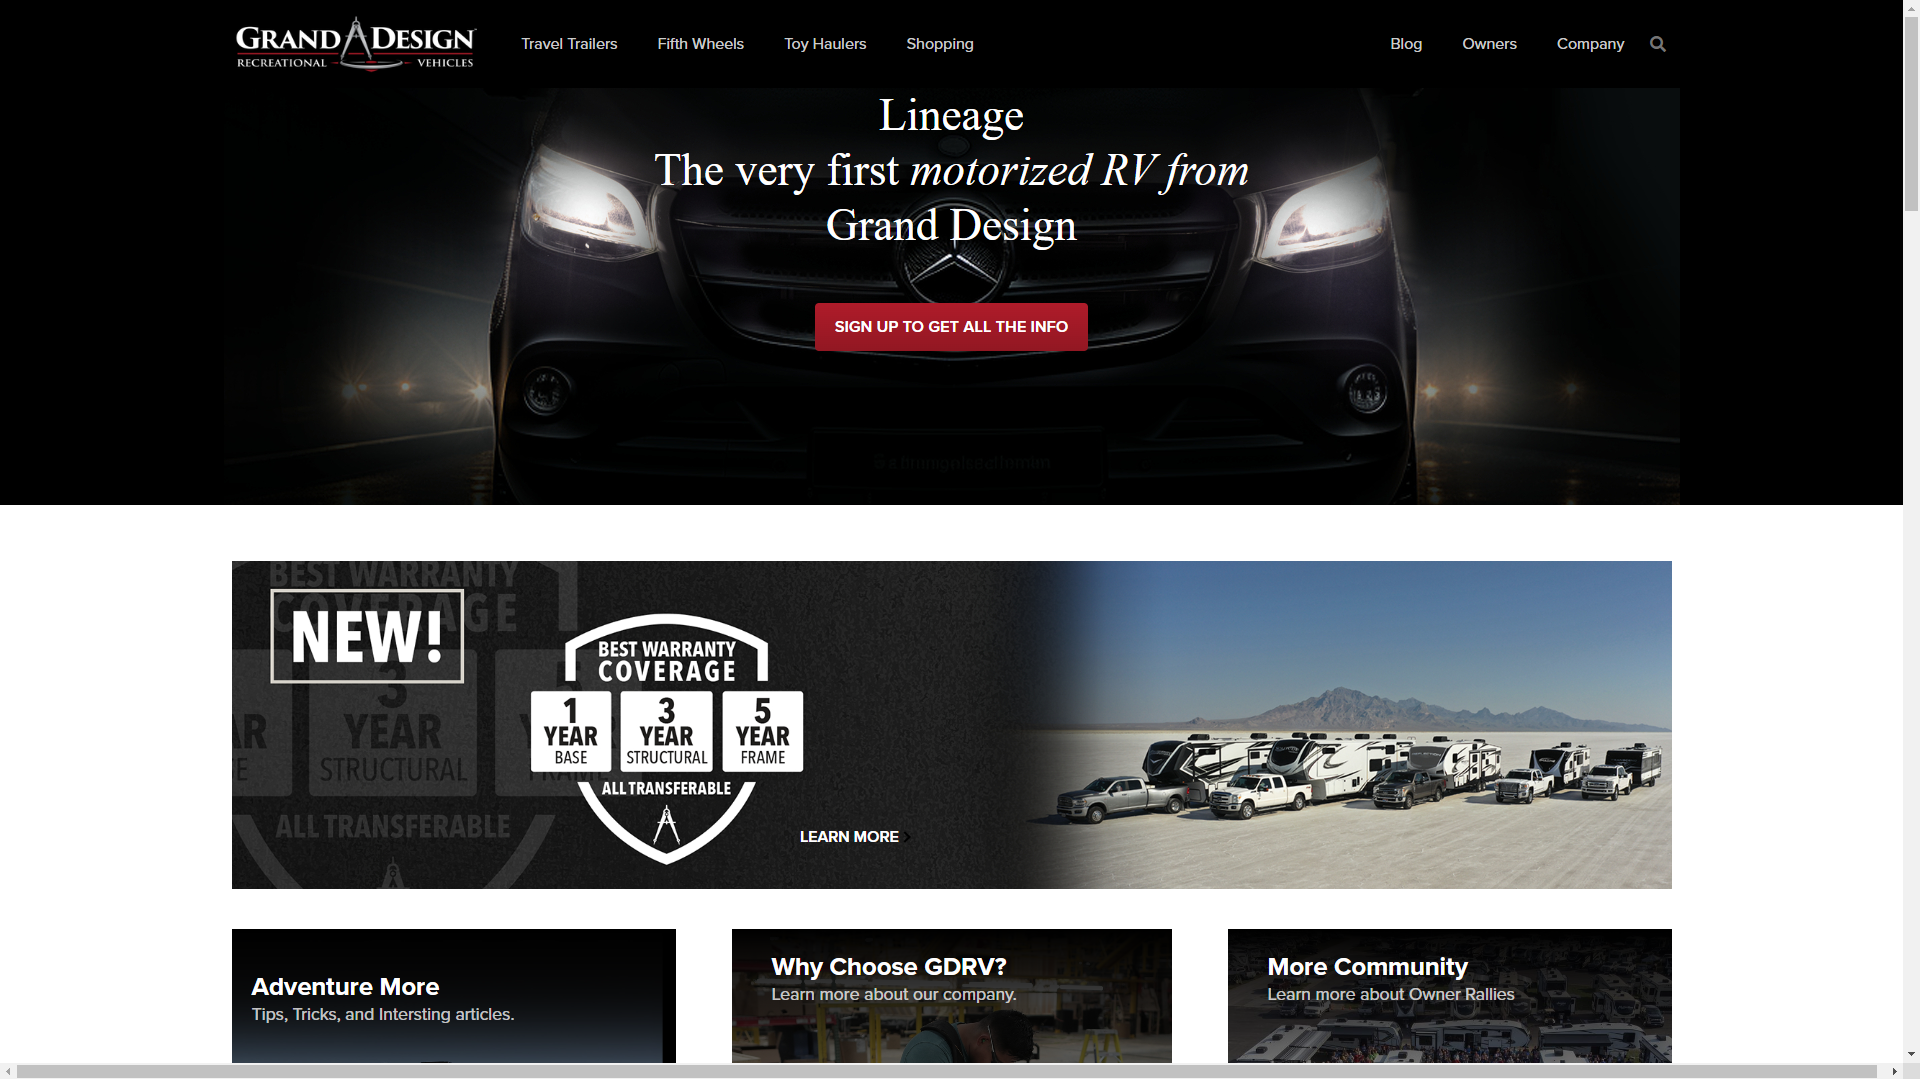 GRAND DESIGN
RECREATIONAL VEHICLES
Travel Trailers
Fifth Wheels
Toy Haulers
Shopping
Blog
Owners
Company
Lineage
The very first motorized RV from
Grand Design
SIGN UP TO GET ALL THE INFO
BEST WARRANTY
COVERAGE
NEW!
3
YEAR
STRUCTURAL
ALL TRANSFERABLE
BEST WARRANTY
COVERAGE
1
YEAR
BASE
3
YEAR
STRUCTURAL
5
YEAR
FRAME
ALL TRANSFERABLE
LEARN MORE
Adventure More
Tips, Tricks, and Intersting articles.
Why Choose GDRV?
Learn more about our company.
More Community
Learn more about Owner Rallies